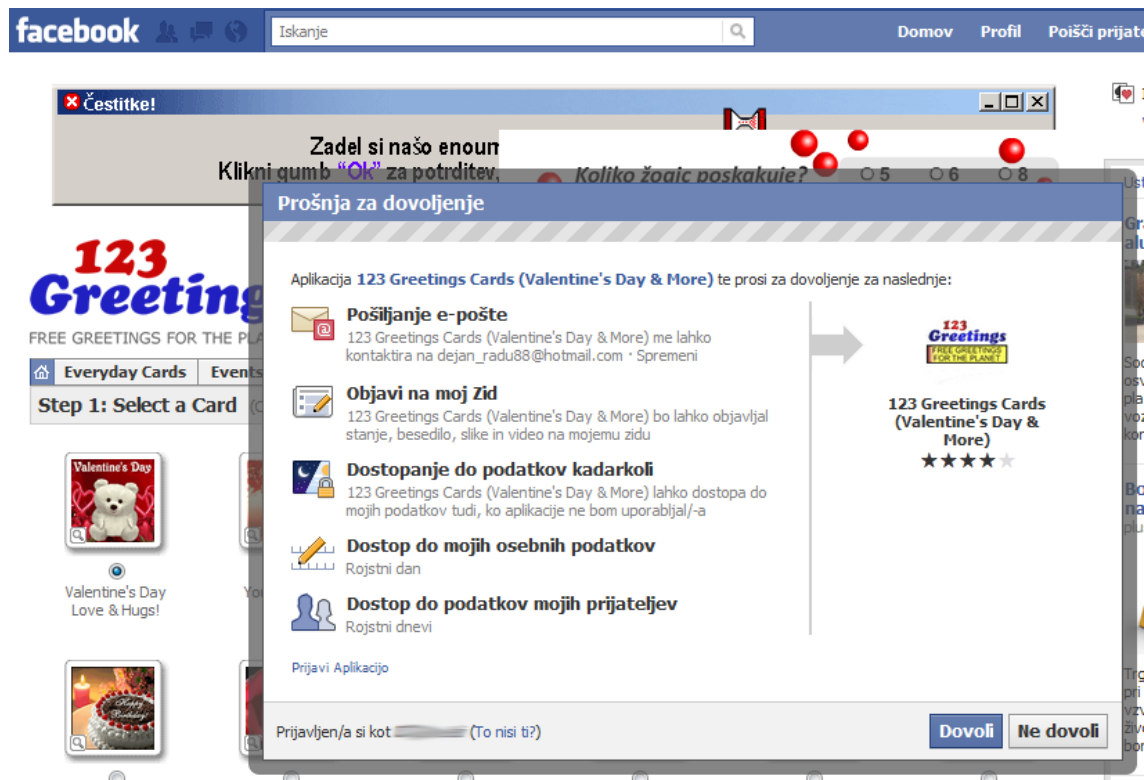 facebook
Iskanje
Domov Profil Poišči
Čestitke!
Zadel si našo
Klikni gumb "Ok" za potrditev,
Koliko žogic poskakuje? 5 6 8
Prošnja za dovoljenje
123
FREE GREETINGS FOR THE
Everyday Cards
Step 1: Select a Card
Valentine's Day
Valentine's Day
Love & Hugs!
Happy
Birthday!
Aplikacija 123 Greetings Cards (Valentine's Day & More) te prosi za dovoljenje za naslednje:
Pošiljanje e-pošte
123 Greetings Cards (Valentine's Day & More) me lahko
kontaktira na dejan_radu88@hotmail.com · Spremeni
Objavi na moj Zid
123 Greetings Cards (Valentine's Day & More) bo lahko objavljal
stanje, besedilo, slike in video na mojemu zidu
Dostopanje do podatkov kadarkoli
123 Greetings Cards (Valentine's Day & More) lahko dostopa do
mojih podatkov tudi, ko aplikacije ne bom uporabljal/-a
Dostop do mojih osebnih podatkov
Rojstni dan
Dostop do podatkov mojih prijateljev
Rojstni dnevi
123
Greetings
FREE GREETINGS
FOR THE PLANET
123 Greetings Cards
(Valentine's Day &
More)
Prijavi Aplikacijo
Prijavljen/a si kot (To nisi ti?)
Dovoli Ne dovoli